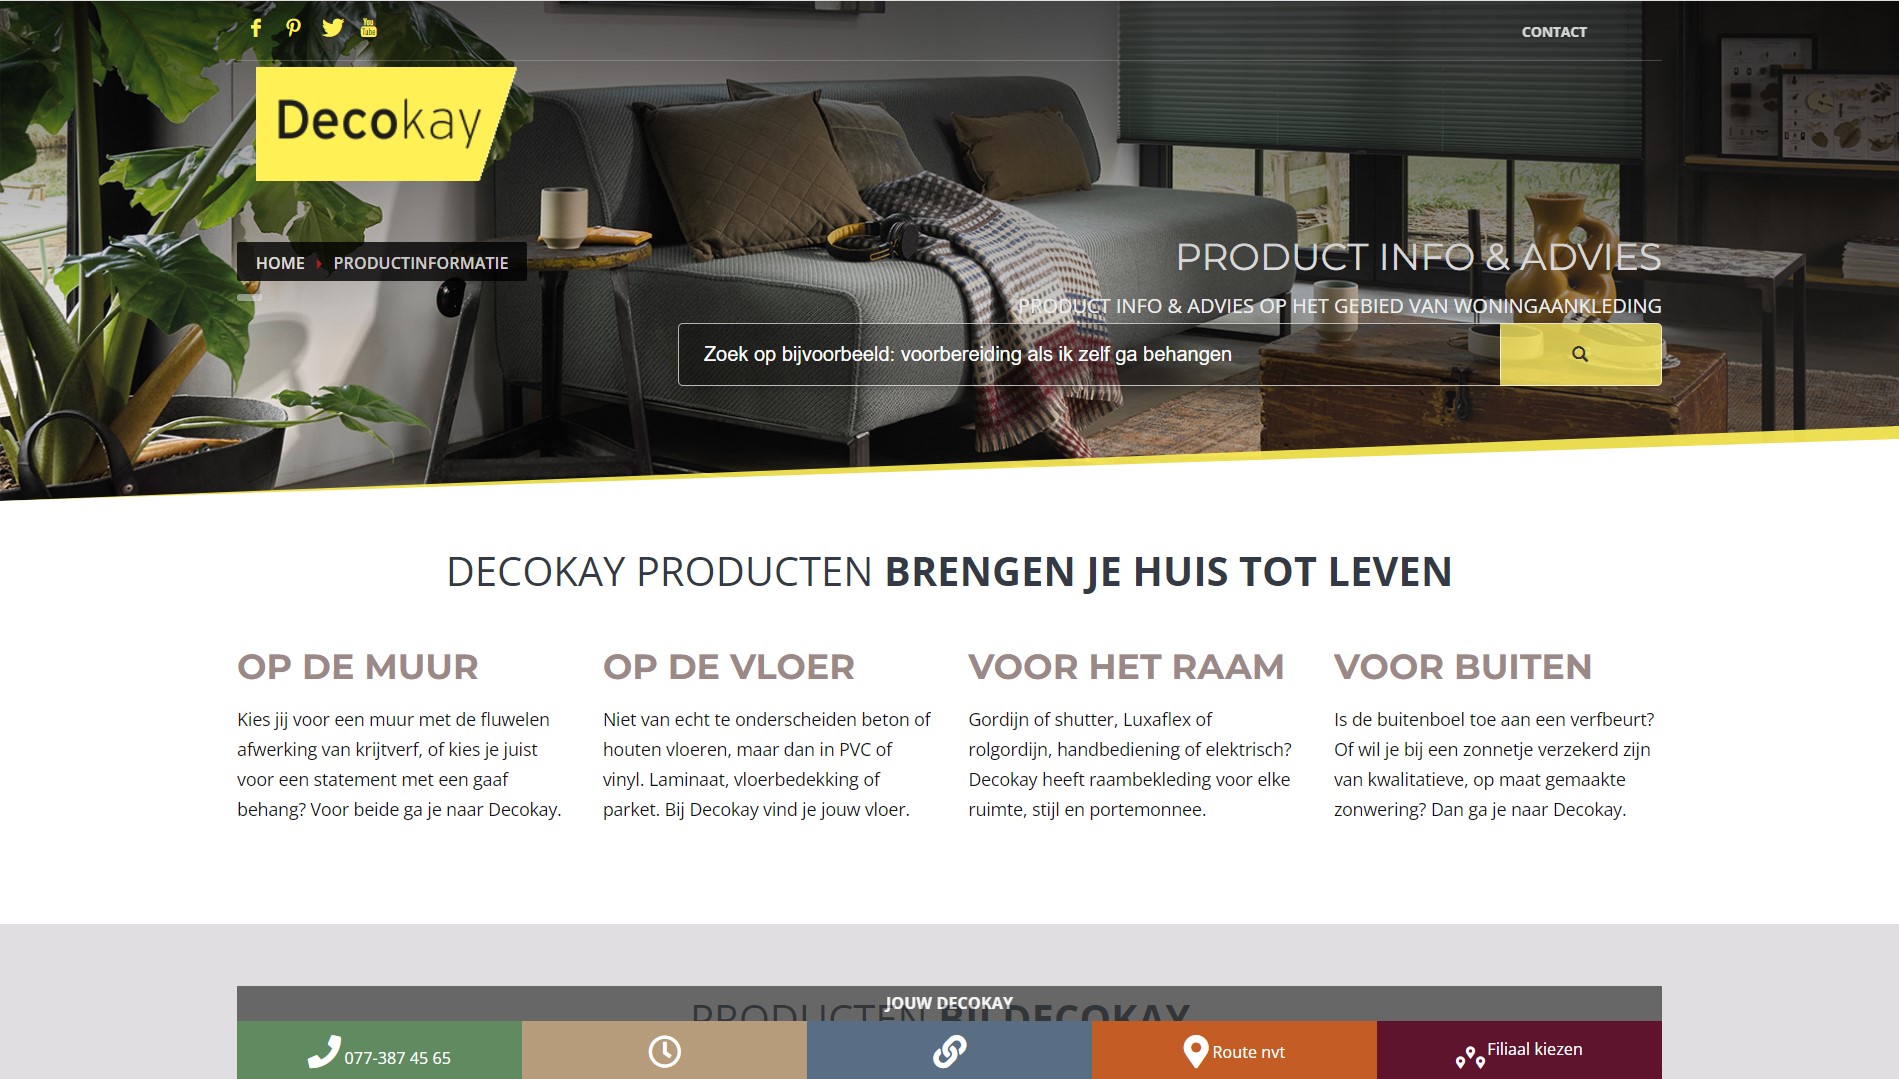 You
Tube
CONTACT
Decokay
HOME
PRODUCTINFORMATIE
PRODUCT INFO & ADVIES
PRODUCT INFO & ADVIES OP HET GEBIED VAN WONINGAANKLEDING
Zoek op bijvoorbeeld: voorbereiding als ik zelf ga behangen
DECOKAY PRODUCTEN BRENGEN JE HUIS TOT LEVEN
OP DE MUUR
Kies jij voor een muur met de fluwelen
afwerking van krijtverf, of kies je juist
voor een statement met een gaaf
behang? Voor beide ga je naar Decokay.
OP DE VLOER
Niet van echt te onderscheiden beton of
houten vloeren, maar dan in PVC of
vinyl. Laminaat, vloerbedekking of
parket. Bij Decokay vind je jouw vloer.
VOOR HET RAAM
Gordijn of shutter, Luxaflex of
rolgordijn, handbediening of elektrisch?
Decokay heeft raambekleding voor elke
ruimte, stijl en portemonnee.
VOOR BUITEN
Is de buitenboel toe aan een verfbeurt?
Of wil je bij een zonnetje verzekerd zijn
van kwalitatieve, op maat gemaakte
zonwering? Dan ga je naar Decokay.
JOUW DECOKAY
PRODUCTEN BIJ DECOKAY
077-387 45 65
Route nvt
Filiaal kiezen